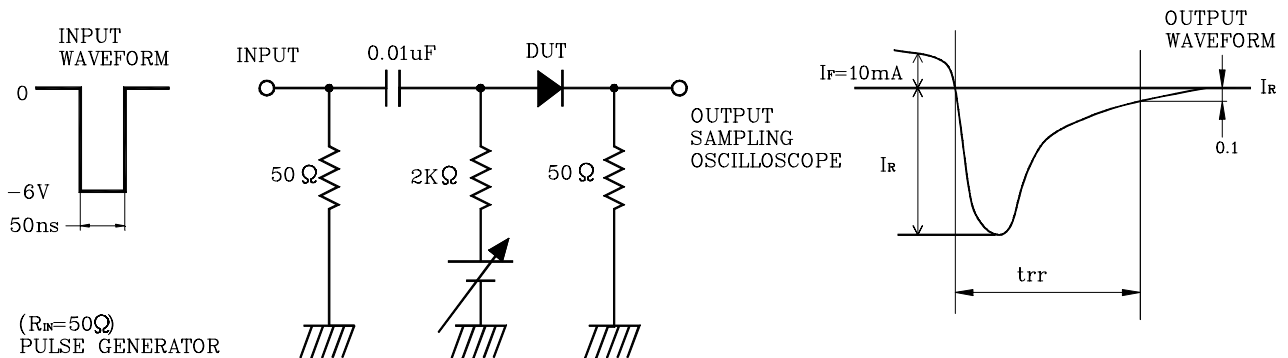 INPUT
WAVEFORM
0
-6V
50ns
(RIN=50Ω)
PULSE GENERATOR
INPUT
0.01uF
DUT
50Ω
2KΩ
50Ω
OUTPUT
SAMPLING
OSCILLOSCOPE
OUTPUT
WAVEFORM
IF=10mA
IR
IR
0.1
trr